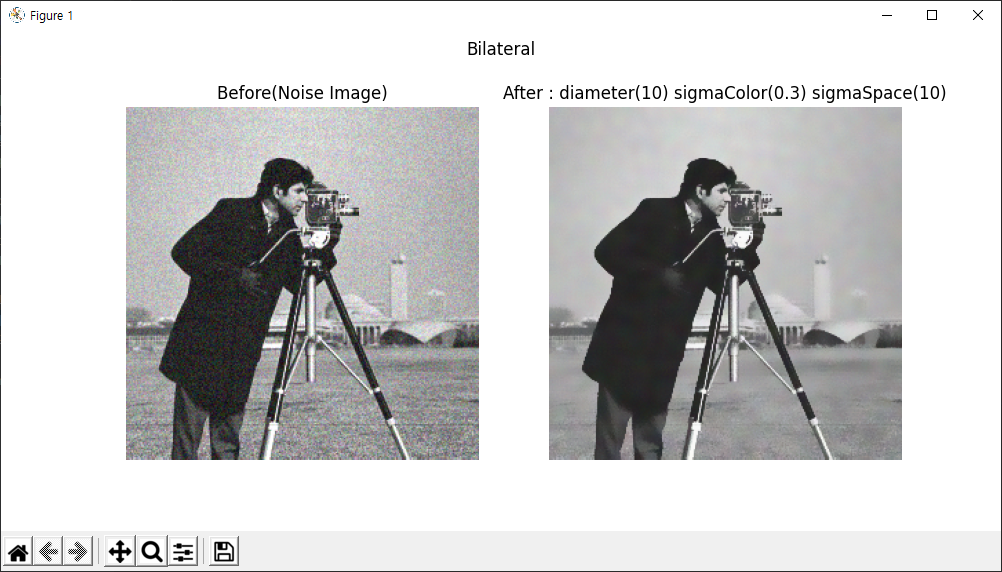 Figure 1
Bilateral
Before(Noise Image)
After : diameter(10) sigmaColor(0.3) sigmaSpace(10)